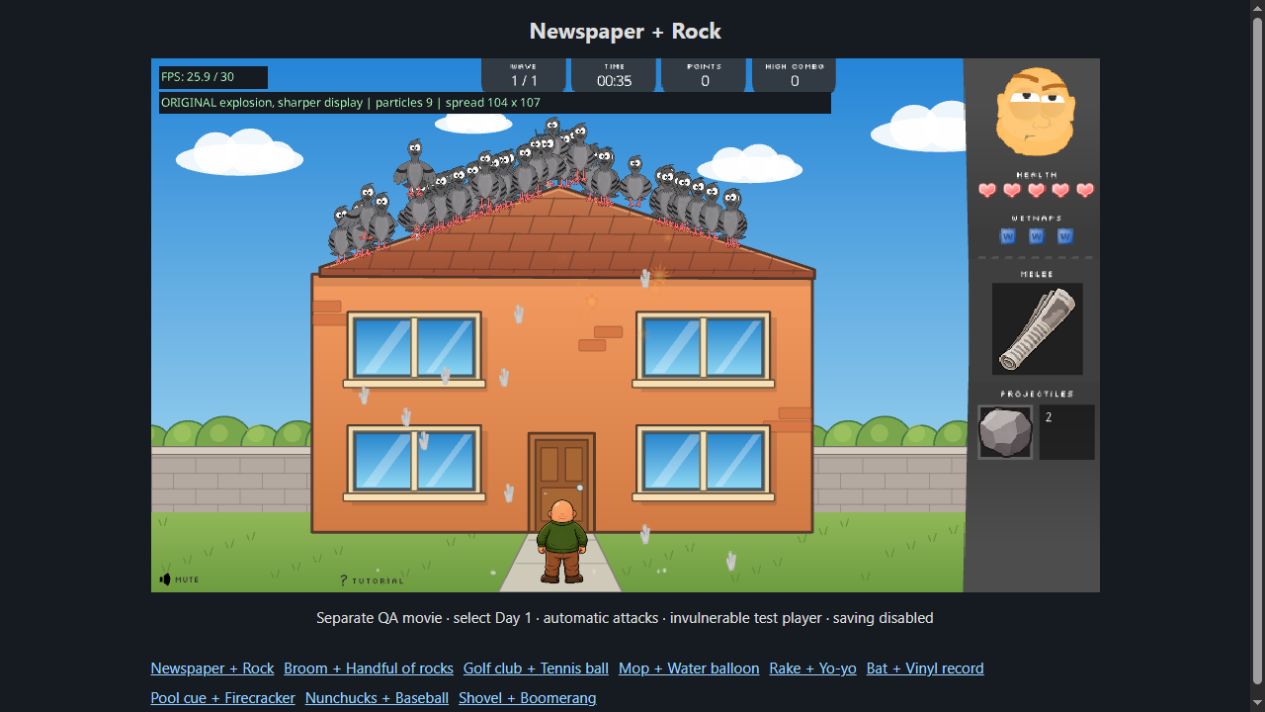 Newspaper + Rock
FPS: 25.9 / 30
WAVE
1 / 1
TIME
00:35
POINTS
0
HIGH COMBO
0
ORIGINAL explosion, sharper display | particles 9 | spread 104 x 107
HEALTH
WETNAPS
W W W
MELEE
PROJECTILES
2
MUTE
? TUTORIAL
Separate QA movie · select Day 1 · automatic attacks · invulnerable test player · saving disabled
Newspaper + Rock Broom + Handful of rocks Golf club + Tennis ball Mop + Water balloon Rake + Yo-yo Bat + Vinyl record
Pool cue + Firecracker Nunchucks + Baseball Shovel + Boomerang